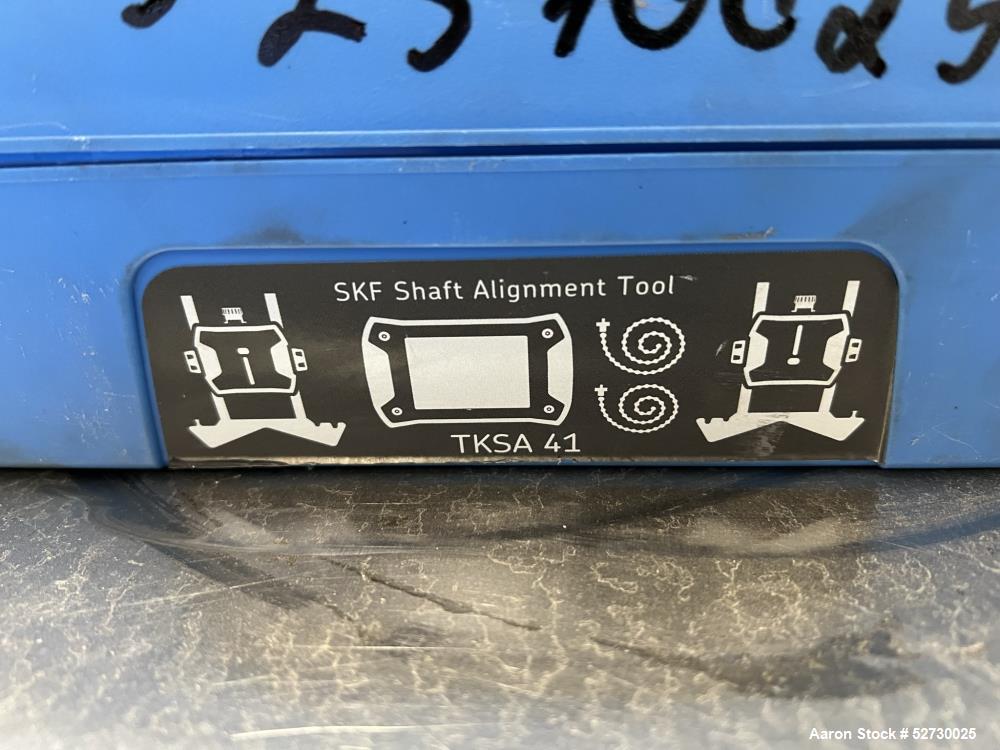 SKF Shaft Alignment Tool
TKSA 41
Aaron Stock # 52730025